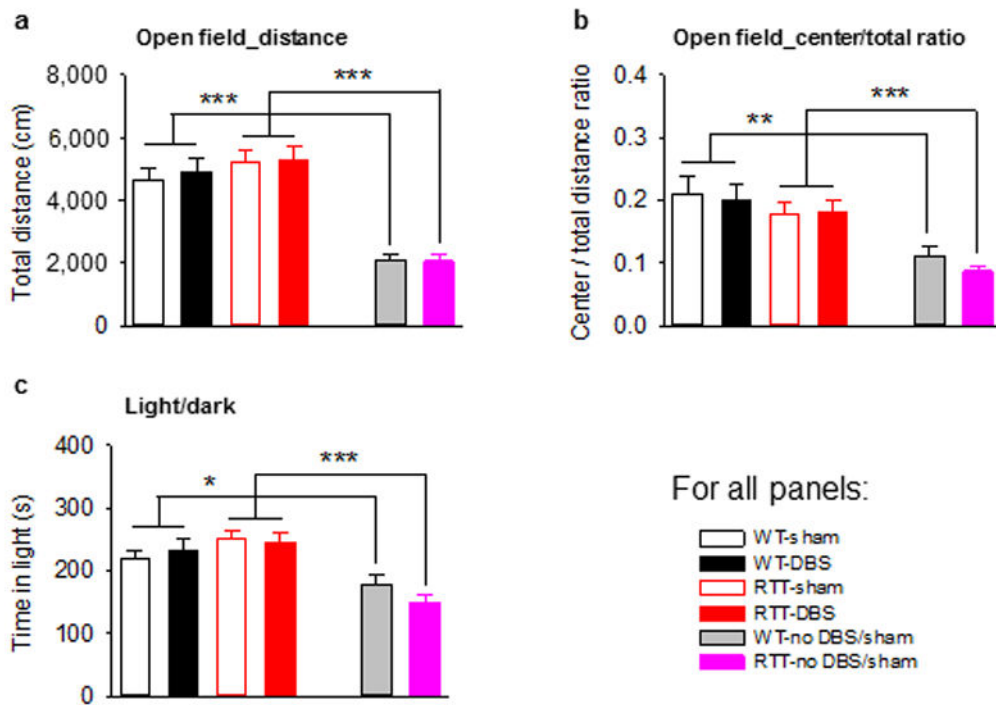 a
Open field_distance
8,000
6,000
4,000
2,000
0
Total distance (cm)
***
***
b
Open field_center/total ratio
0.4
0.3
0.2
0.1
0.0
Center / total distance ratio
**
***
c
Light/dark
400
300
200
100
0
Time in light (s)
*
***
For all panels:
WT-sham
WT-DBS
RTT-sham
RTT-DBS
WT-no DBS/sham
RTT-no DBS/sham